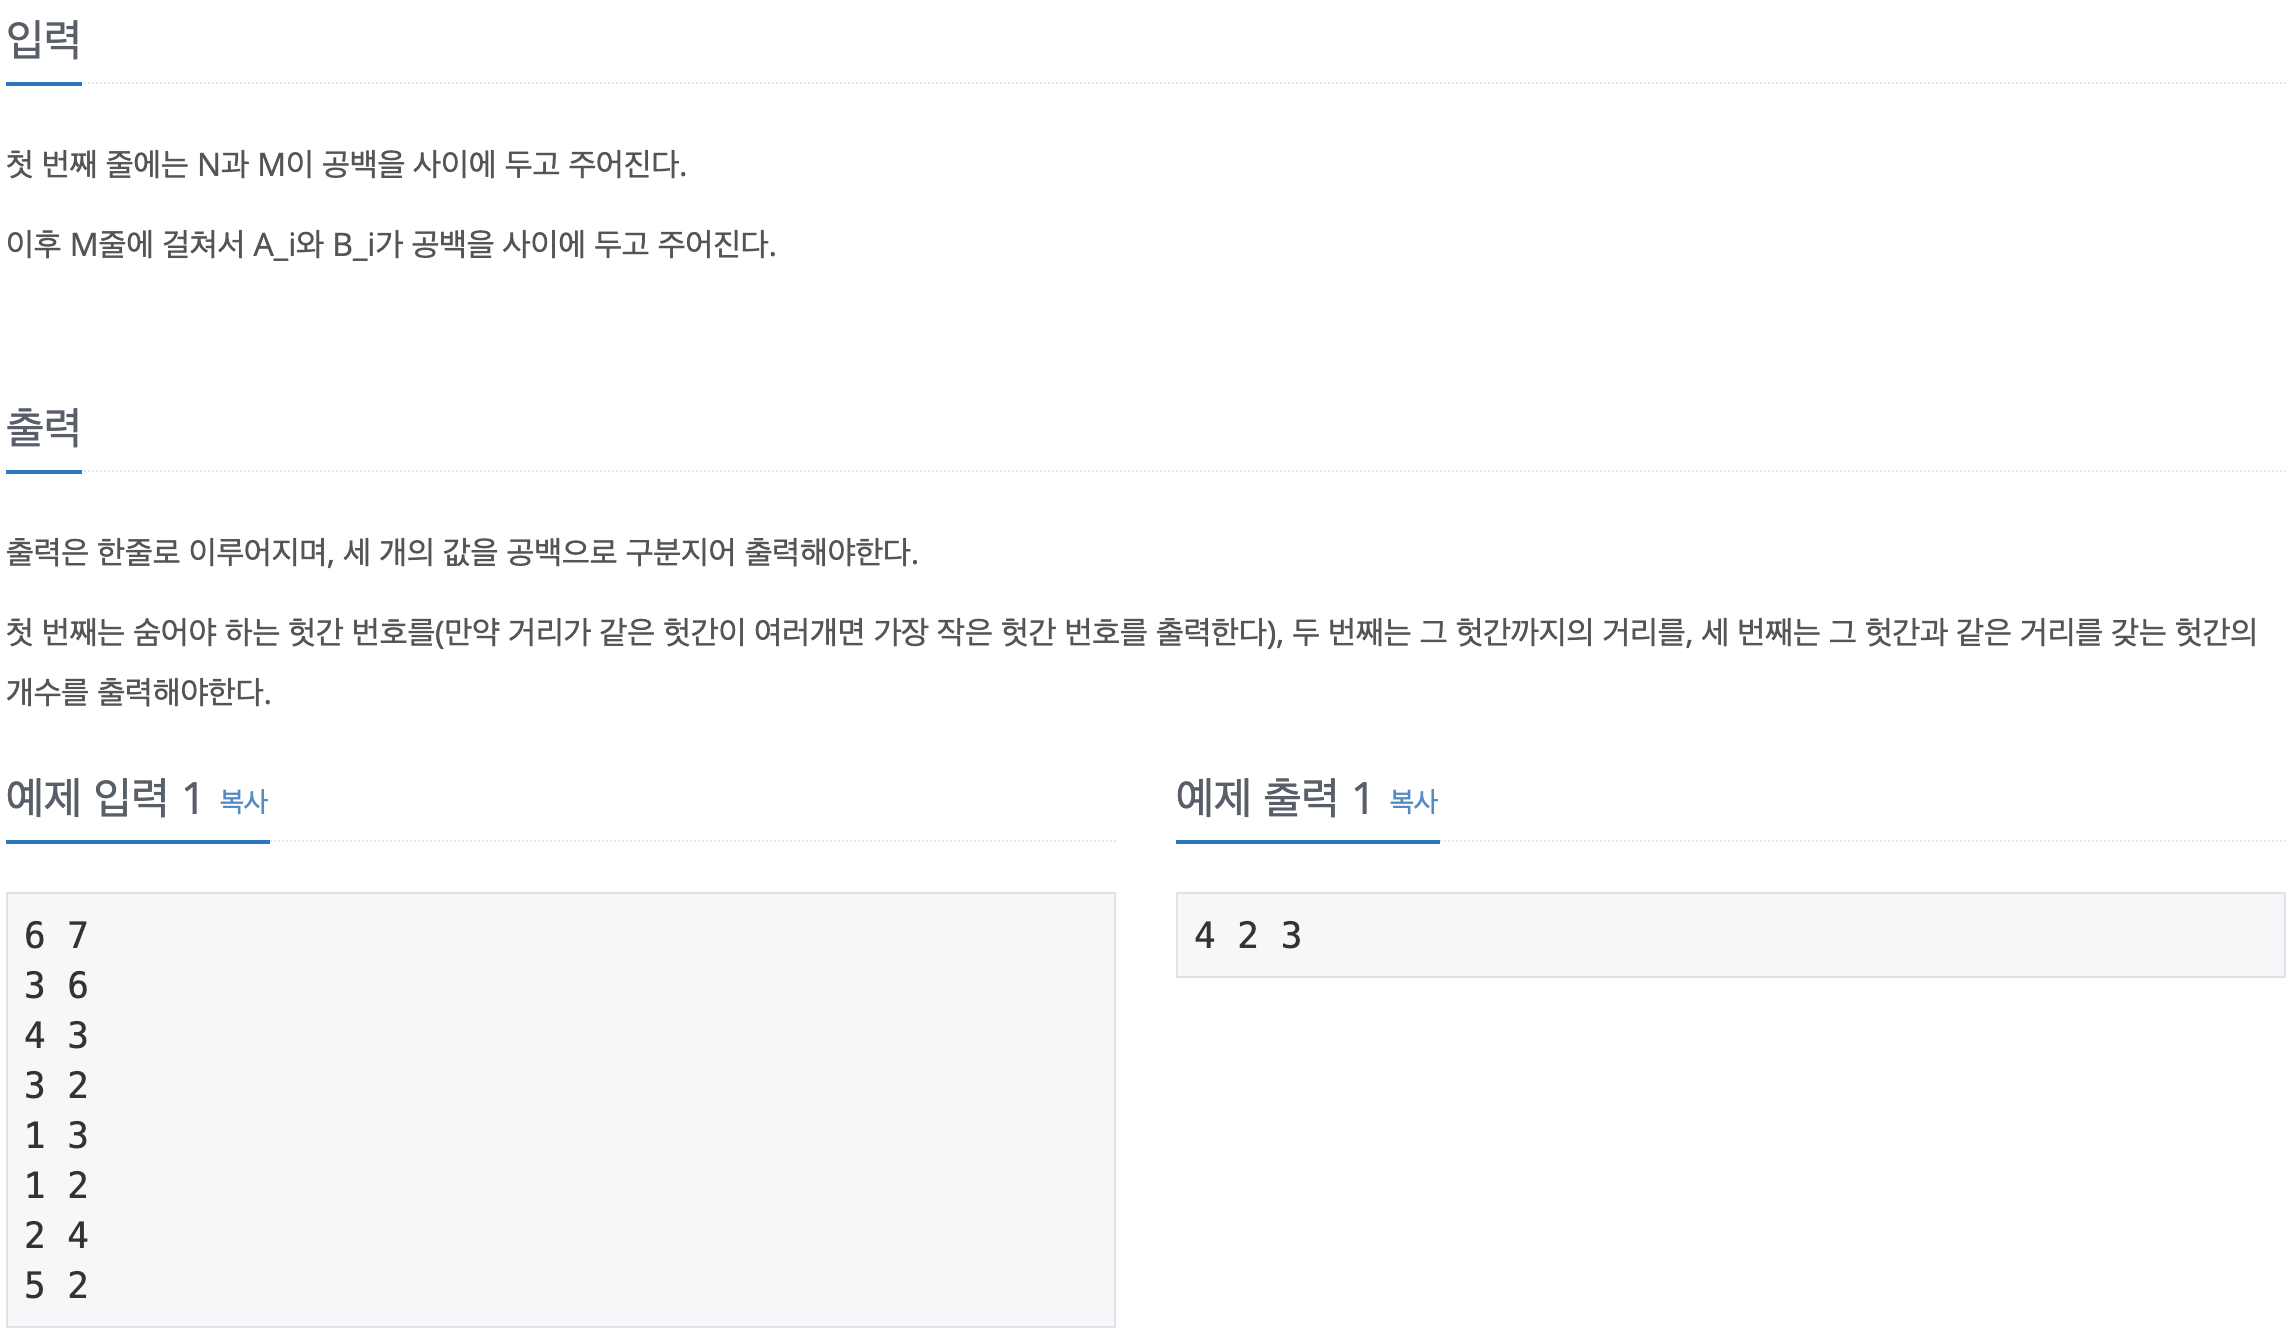 입력
첫 번째 줄에는 N과 M이 공백을 사이에 두고 주어진다.
이후 M줄에 걸쳐서 A_i와 B_i가 공백을 사이에 두고 주어진다.
출력
출력은 한줄로 이루어지며, 세 개의 값을 공백으로 구분지어 출력해야한다.
첫 번째는 숨어야 하는 헛간 번호를(만약 거리가 같은 헛간이 여러개면 가장 작은 헛간 번호를 출력한다), 두 번째는 그 헛간까지의 거리를, 세 번째는 그 헛간과 같은 거리를 갖는 헛간의
개수를 출력해야한다.
예제 입력 1 복사
6 7
3 6
4 3
3 2
1 3
1 2
2 4
5 2
예제 출력 1 복사
4 2 3